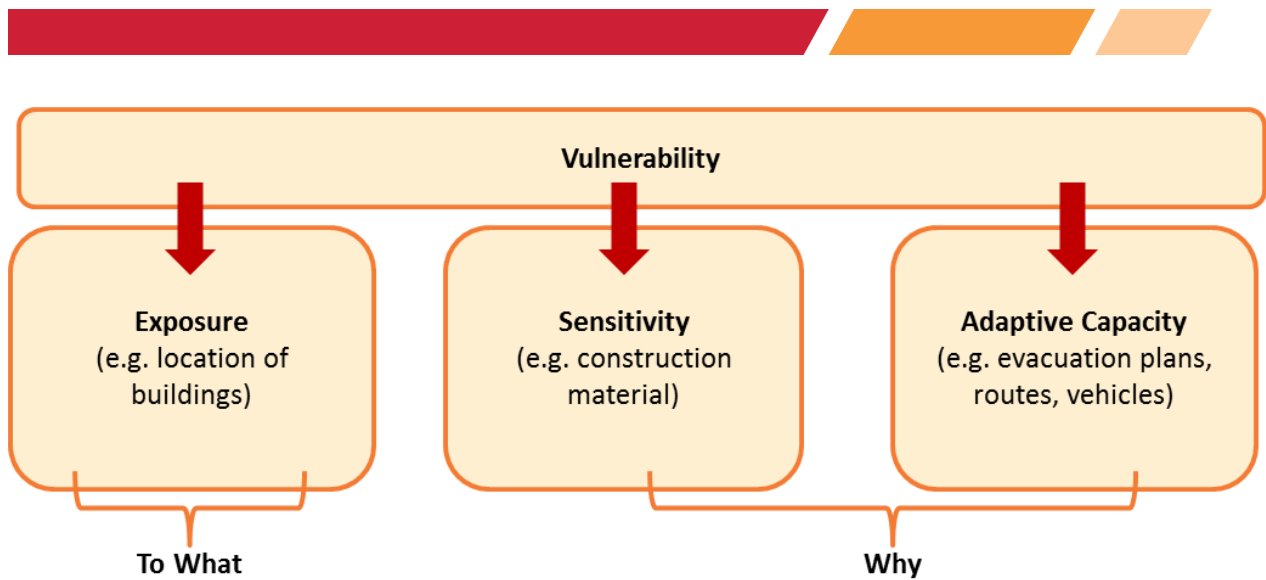 Vulnerability
Exposure
(e.g. location of
buildings)
Sensitivity
(e.g. construction
material)
Adaptive Capacity
(e.g. evacuation plans,
routes, vehicles)
To What
Why